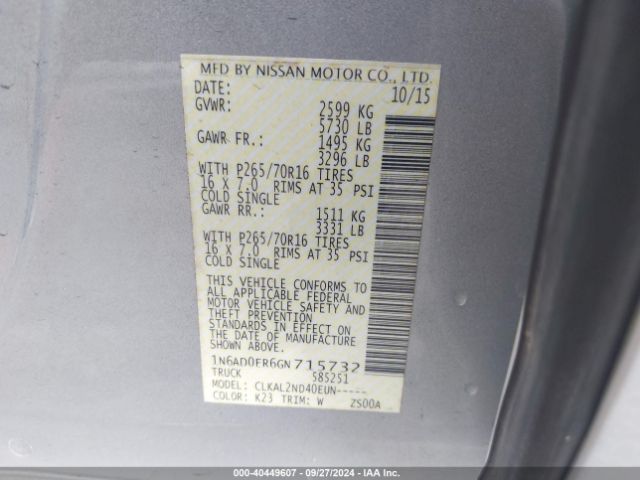 MFD BY NISSAN MOTOR CO., LTD.
DATE: 10/15
GVWR: 2599 KG
5730 LB
GAWR FR.: 1495 KG
3296 LB
WITH P265/70R16 TIRES
16 X 7.0 RIMS AT 35 PSI
COLD SINGLE
GAWR RR.: 1511 KG
3331 LB
WITH P265/70R16 TIRES
16 X 7.0 RIMS AT 35 PSI
COLD SINGLE
THIS VEHICLE CONFORMS TO
ALL APPLICABLE FEDERAL
MOTOR VEHICLE SAFETY AND
THEFT PREVENTION
STANDARDS IN EFFECT ON
THE DATE OF MANUFACTURE
SHOWN ABOVE.
1N6AD0ER6GN715732
TRUCK 585251
MODEL: CLKAL2ND40EUN-----
COLOR: K23 TRIM: W ZS00A
000-40449607 - 09/27/2024 - IAA Inc.